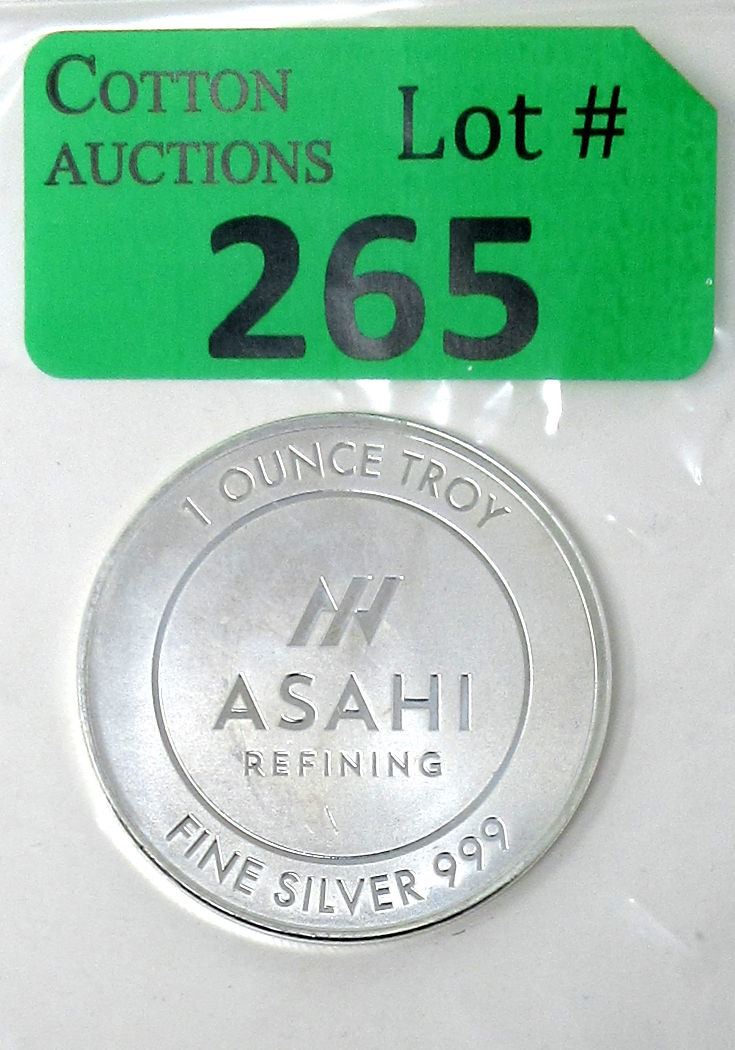 COTTON
AUCTIONS
Lot #
265
1 OUNCE TROY
ASAHI
REFINING
FINE SILVER 999